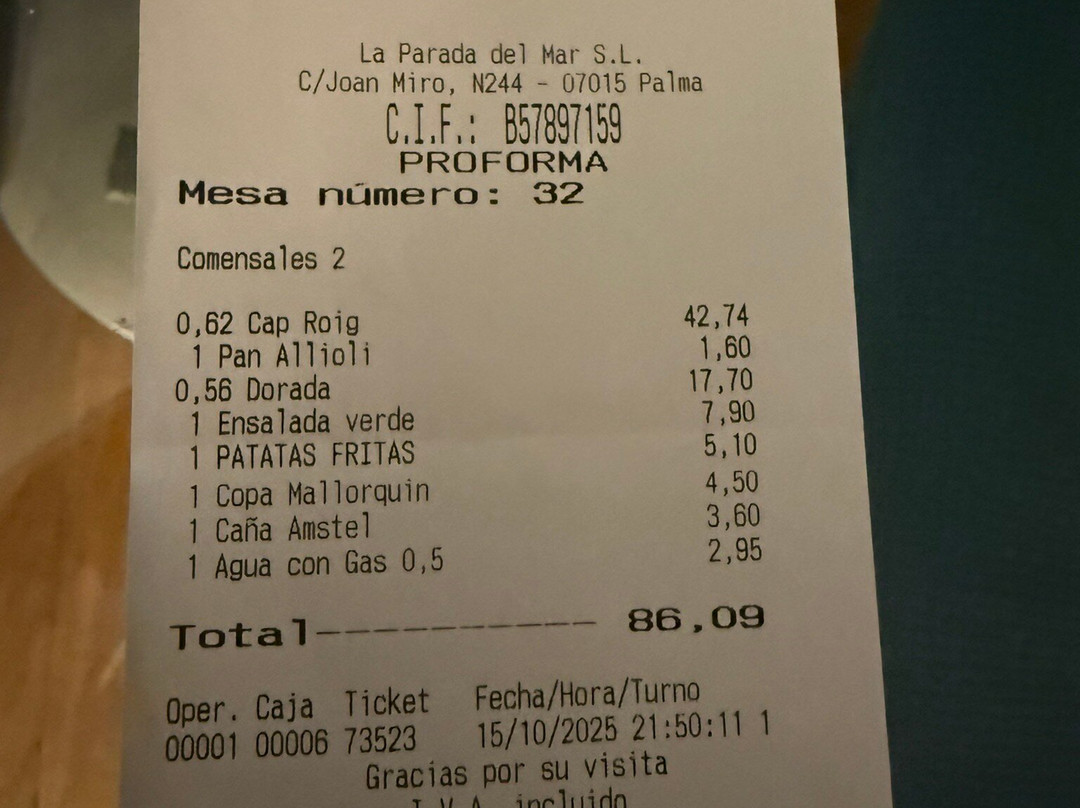 La Parada del Mar S.L.
C/Joan Miro, N244 - 07015 Palma
C.I.F.: B57897159
PROFORMA
Mesa número: 32
Comensales 2
0,62 Cap Roig 42,74
1 Pan Allioli 1,60
0,56 Dorada 17,70
1 Ensalada verde 7,90
1 PATATAS FRITAS 5,10
1 Copa Mallorquin 4,50
1 Caña Amstel 3,60
1 Agua con Gas 0,5 2,95
Total----------- 86,09
Oper. Caja Ticket Fecha/Hora/Turno
00001 00006 73523 15/10/2025 21:50:11 1
Gracias por su visita
I.V.A. incluido